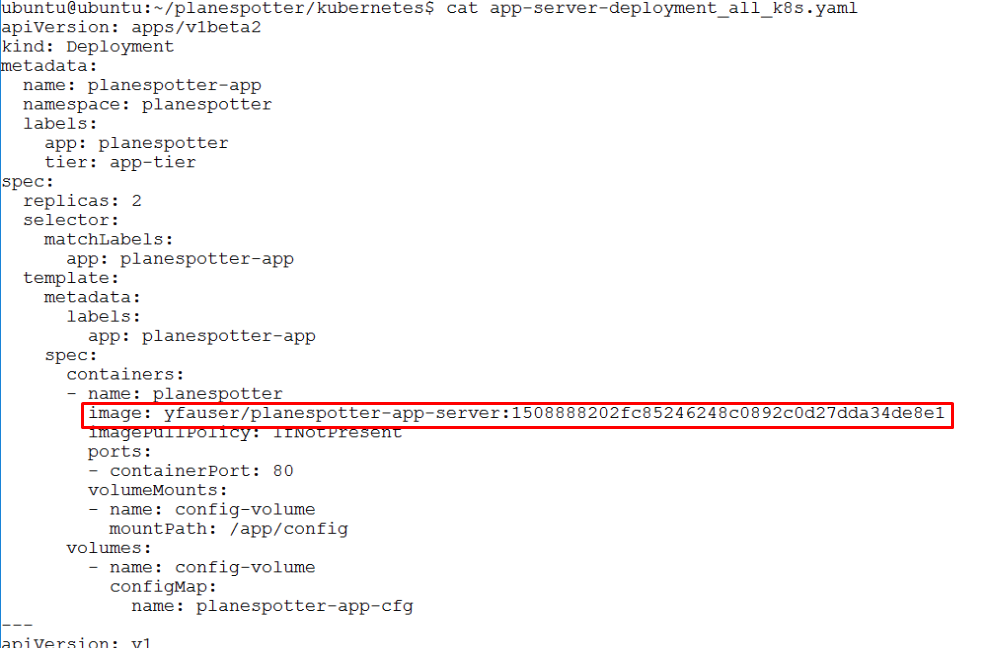 ubuntu@ubuntu:~/planespotter/kubernetes$ cat app-server-deployment_all_k8s.yaml
apiVersion: apps/v1beta2
kind: Deployment
metadata:
  name: planespotter-app
  namespace: planespotter
  labels:
    app: planespotter
    tier: app-tier
spec:
  replicas: 2
  selector:
    matchLabels:
      app: planespotter-app
  template:
    metadata:
      labels:
        app: planespotter-app
    spec:
      containers:
      - name: planespotter
        image: yfauser/planespotter-app-server:1508888202fc85246248c0892c0d27dda34de8e1
        imagePullPolicy: IfNotPresent
        ports:
        - containerPort: 80
        volumeMounts:
        - name: config-volume
          mountPath: /app/config
      volumes:
        - name: config-volume
          configMap:
            name: planespotter-app-cfg
---
apiVersion: v1